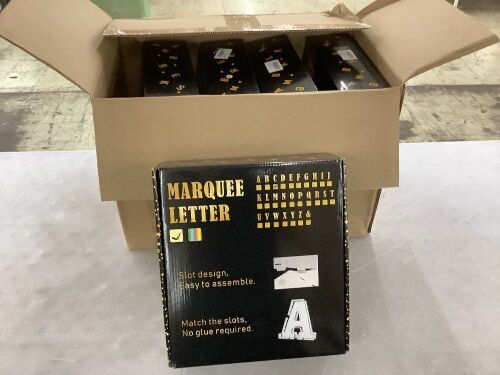 MARQUEE
LETTER
ABCDEFGHIJ
KLMNOPQRST
UVWXYZ&
Slot design,
Easy to assemble.
Match the slots,
No glue required.
A